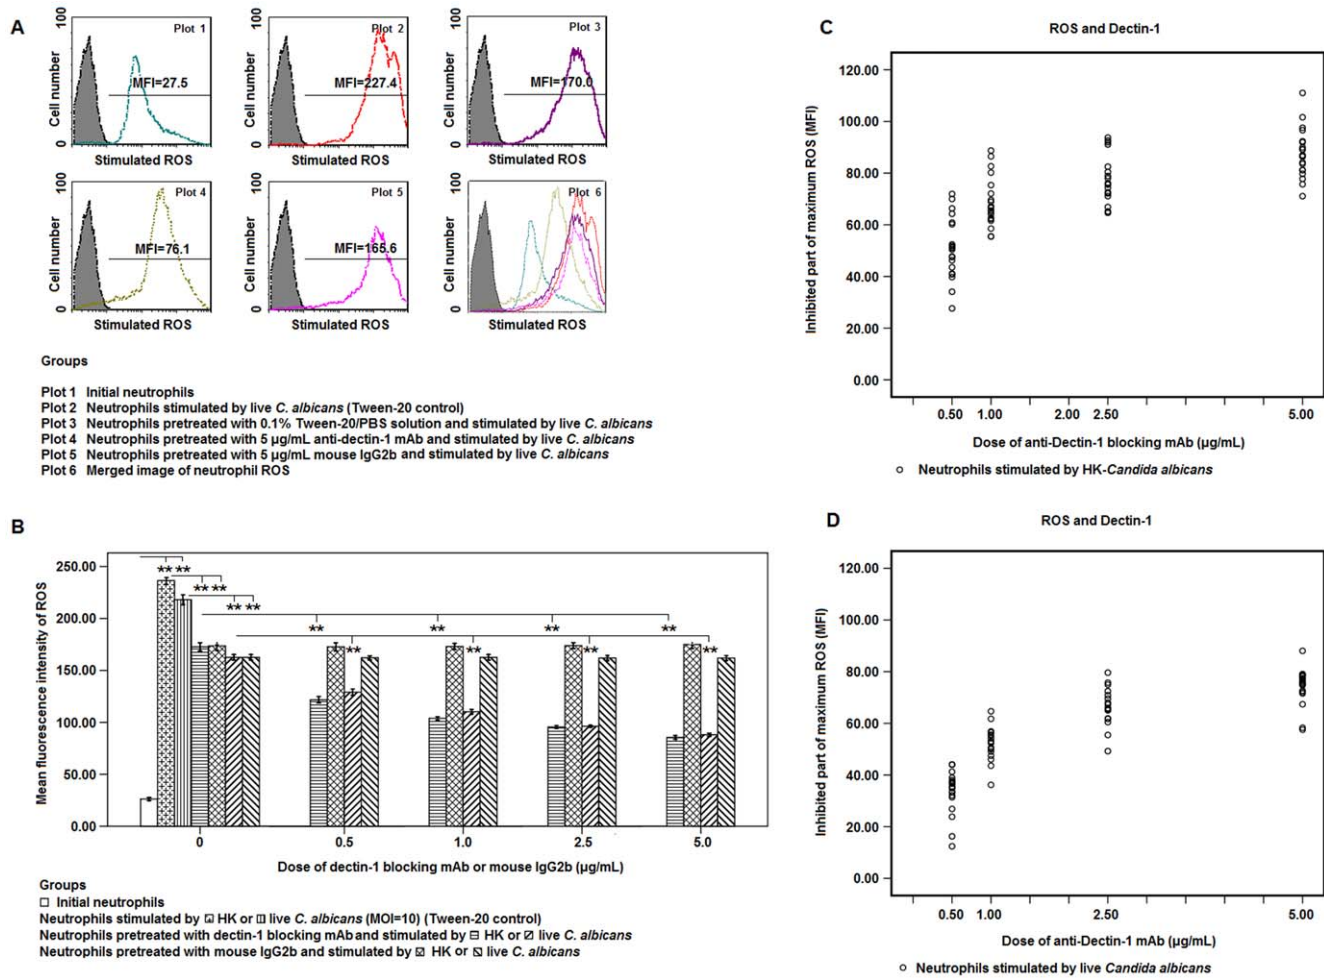 A
Plot 1
100
Cell number
0
MFI=27.5
Stimulated ROS
Plot 2
100
Cell number
0
MFI=227.4
Stimulated ROS
Plot 3
100
Cell number
0
MFI=170.0
Stimulated ROS
Plot 4
100
Cell number
0
MFI=76.1
Stimulated ROS
Plot 5
100
Cell number
0
MFI=165.6
Stimulated ROS
Plot 6
100
Cell number
0
Stimulated ROS
Groups
Plot 1 Initial neutrophils
Plot 2 Neutrophils stimulated by live C. albicans (Tween-20 control)
Plot 3 Neutrophils pretreated with 0.1% Tween-20/PBS solution and stimulated by live C. albicans
Plot 4 Neutrophils pretreated with 5 µg/mL anti-dectin-1 mAb and stimulated by live C. albicans
Plot 5 Neutrophils pretreated with 5 µg/mL mouse IgG2b and stimulated by live C. albicans
Plot 6 Merged image of neutrophil ROS
B
Mean fluorescence intensity of ROS
250.00
200.00
150.00
100.00
50.00
0.00
** **
** **
** **
** ** ** **
** ** ** **
0 0.5 1.0 2.5 5.0
Dose of dectin-1 blocking mAb or mouse IgG2b (µg/mL)
Groups
Initial neutrophils
Neutrophils stimulated by HK or live C. albicans (MOI=10) (Tween-20 control)
Neutrophils pretreated with dectin-1 blocking mAb and stimulated by HK or live C. albicans
Neutrophils pretreated with mouse IgG2b and stimulated by HK or live C. albicans
C
ROS and Dectin-1
Inhibited part of maximum ROS (MFI)
120.00
100.00
80.00
60.00
40.00
20.00
0.00
0.50 1.00 2.00 2.50 5.00
Dose of anti-Dectin-1 blocking mAb (µg/mL)
Neutrophils stimulated by HK-Candida albicans
D
ROS and Dectin-1
Inhibited part of maximum ROS (MFI)
120.00
100.00
80.00
60.00
40.00
20.00
0.00
0.50 1.00 2.50 5.00
Dose of anti-Dectin-1 mAb (µg/mL)
Neutrophils stimulated by live Candida albicans